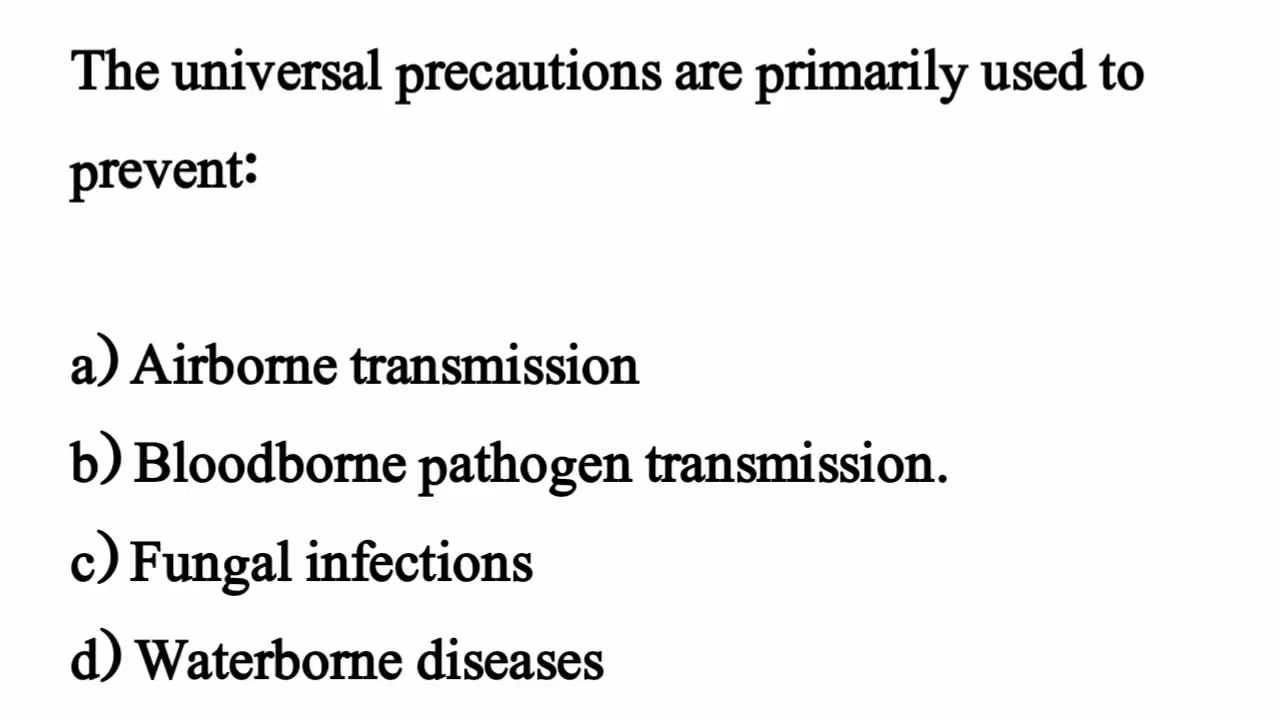 The universal precautions are primarily used to
prevent:
a) Airborne transmission
b) Bloodborne pathogen transmission.
c) Fungal infections
d) Waterborne diseases